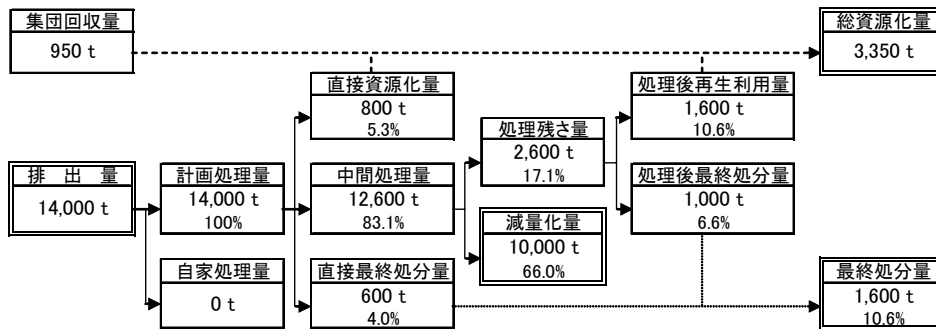 集団回収量
950 t
総資源化量
3,350 t
直接資源化量
800 t
5.3%
処理後再生利用量
1,600 t
10.6%
処理残さ量
2,600 t
17.1%
排 出 量
14,000 t
計画処理量
14,000 t
100%
中間処理量
12,600 t
83.1%
処理後最終処分量
1,000 t
6.6%
減量化量
10,000 t
66.0%
自家処理量
0 t
直接最終処分量
600 t
4.0%
最終処分量
1,600 t
10.6%